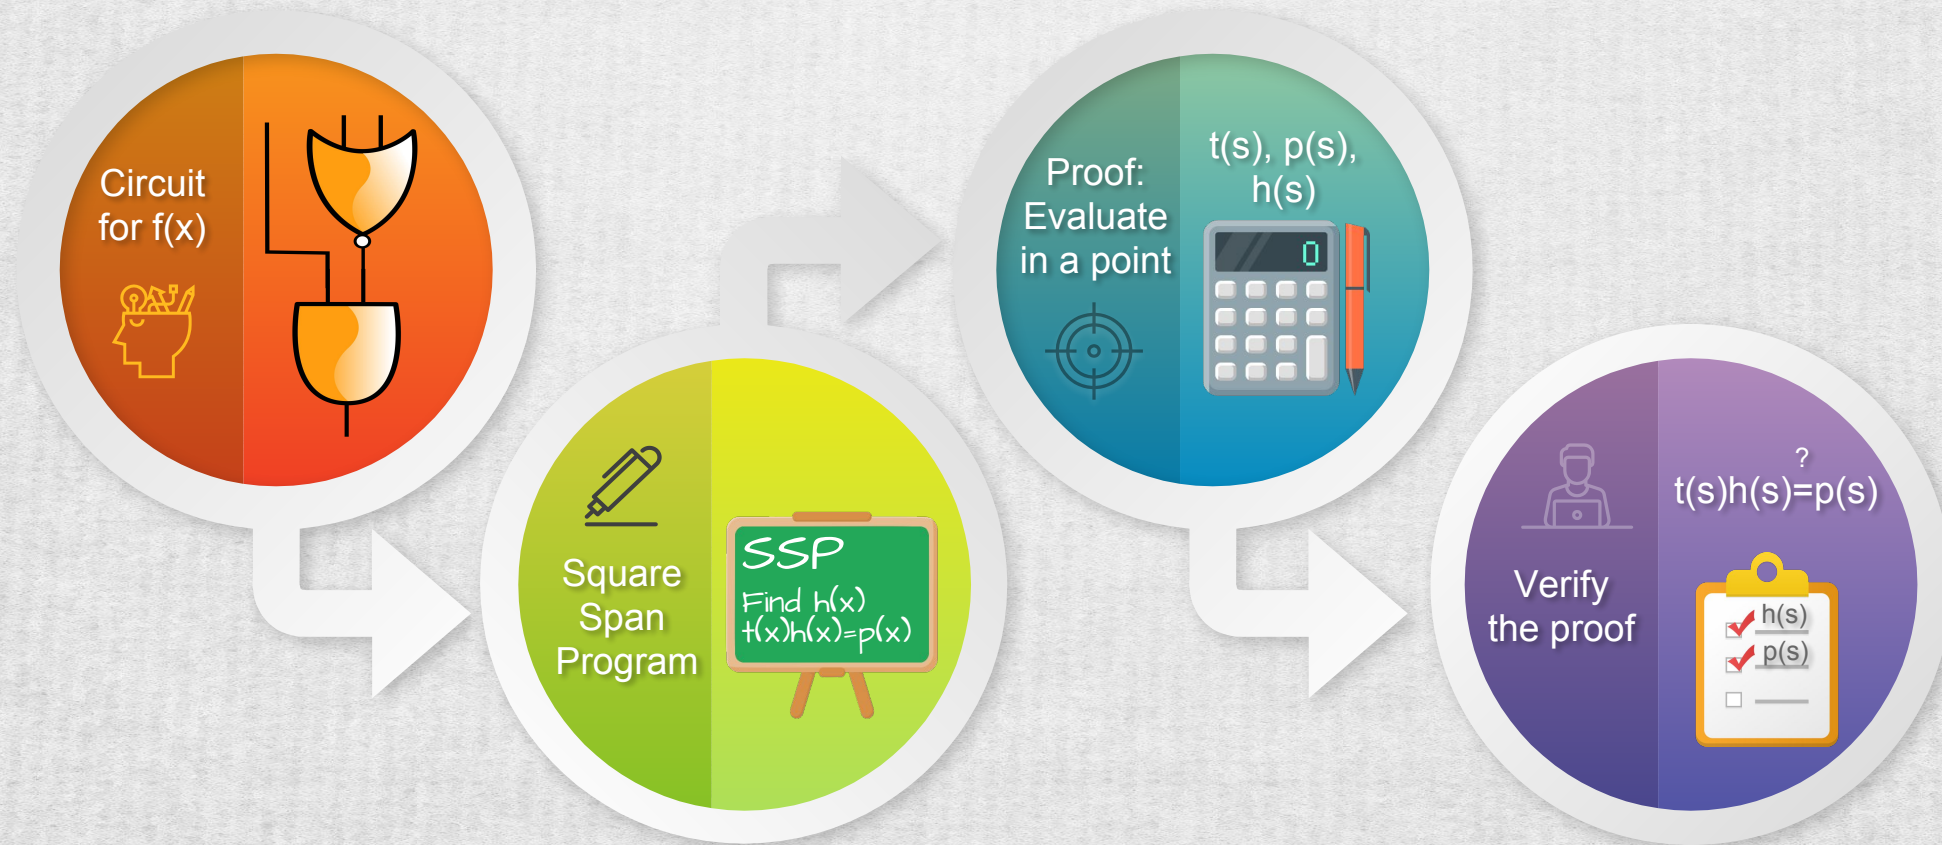 Circuit
for f(x)
Square
Span
Program
SSP
Find h(x)
t(x)h(x)=p(x)
Proof:
Evaluate
in a point
t(s), p(s),
h(s)
0
Verify
the proof
?
t(s)h(s)=p(s)
h(s)
p(s)